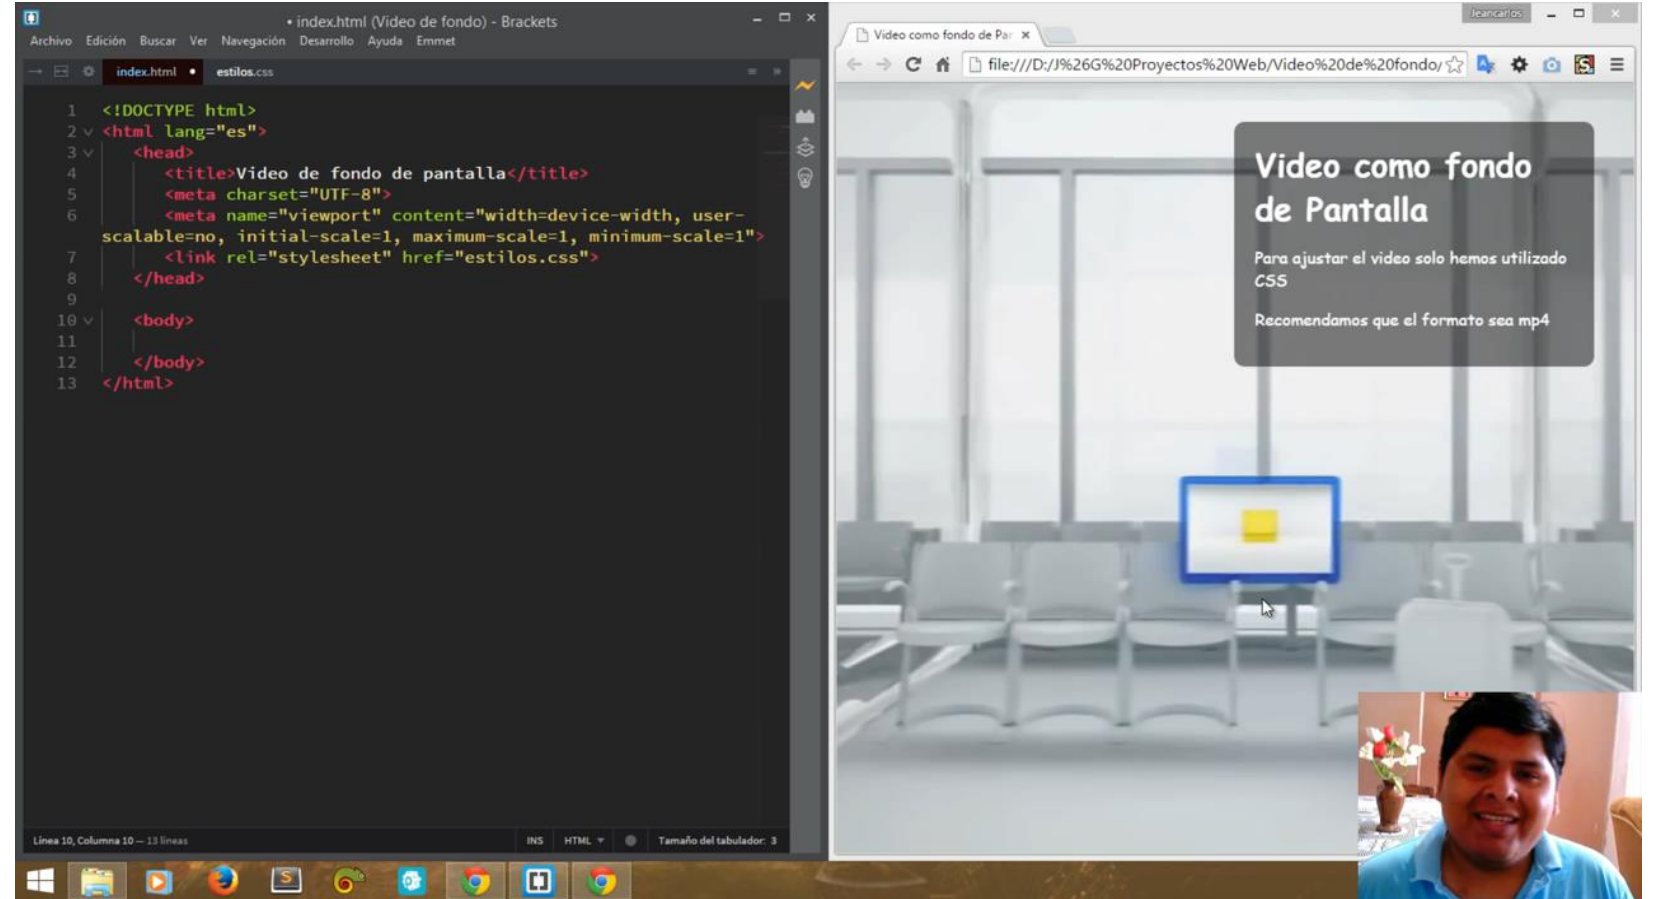 • index.html (Video de fondo) - Brackets
Archivo Edición Buscar Ver Navegación Desarrollo Ayuda Emmet
index.html • estilos.css
1 <!DOCTYPE html>
2 <html lang="es">
3 <head>
4 <title>Video de fondo de pantalla</title>
5 <meta charset="UTF-8">
6 <meta name="viewport" content="width=device-width, user-
scalable=no, initial-scale=1, maximum-scale=1, minimum-scale=1">
7 <link rel="stylesheet" href="estilos.css">
8 </head>
9
10 <body>
11
12 </body>
13 </html>
Línea 10, Columna 10 — 13 líneas INS HTML Tamaño del tabulador: 3
Jeancarlos
Video como fondo de Par
file:///D:/J%26G%20Proyectos%20Web/Video%20de%20fondo/
Video como fondo
de Pantalla
Para ajustar el video solo hemos utilizado
CSS
Recomendamos que el formato sea mp4